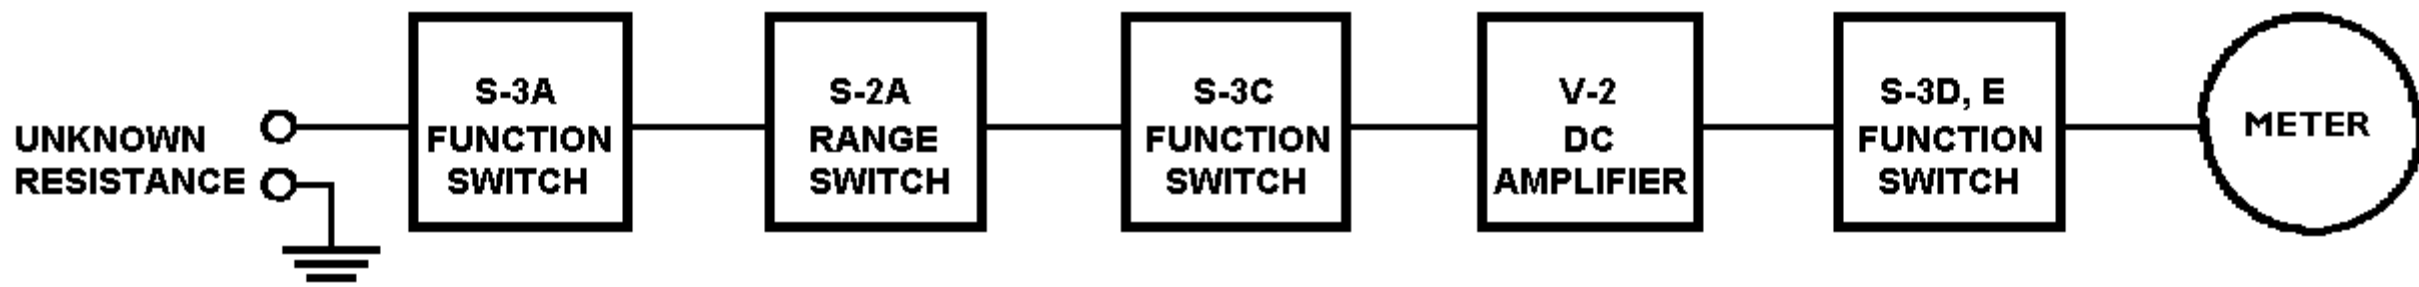 UNKNOWN
RESISTANCE
S-3A
FUNCTION
SWITCH
S-2A
RANGE
SWITCH
S-3C
FUNCTION
SWITCH
V-2
DC
AMPLIFIER
S-3D, E
FUNCTION
SWITCH
METER